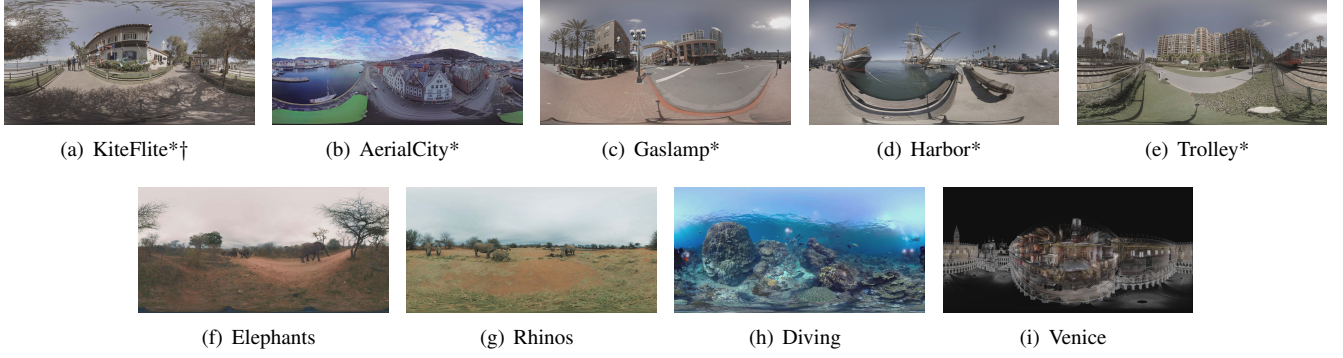 (a) KiteFlite*†
(b) AerialCity*
(c) Gaslamp*
(d) Harbor*
(e) Trolley*
(f) Elephants
(g) Rhinos
(h) Diving
(i) Venice